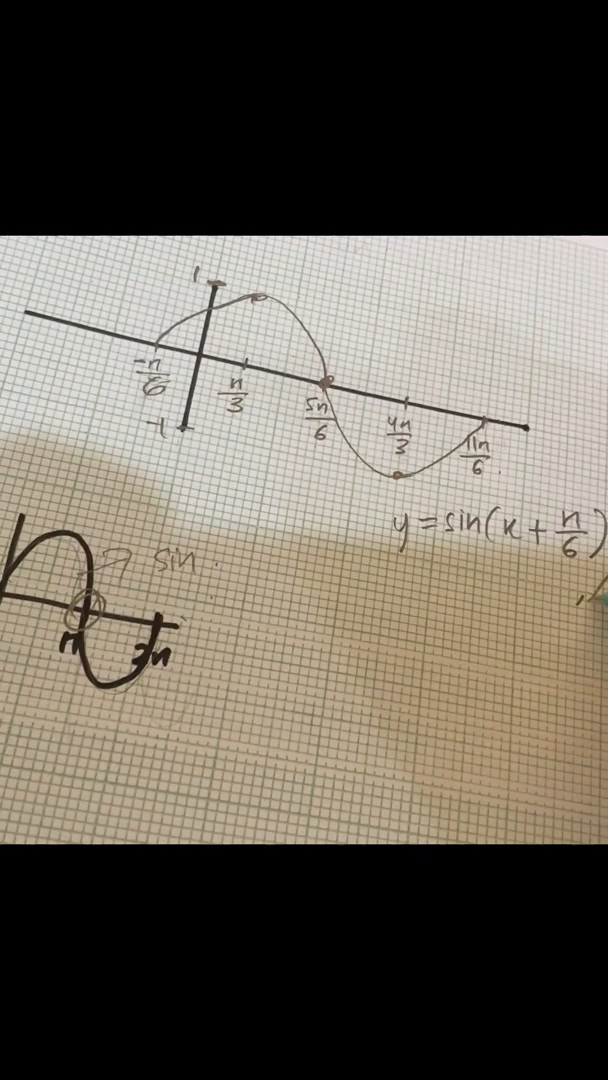 1
-π/6
π/3
5π/6
4π/3
11π/6
-1
y = sin(x + π/6)
sin
π
2π